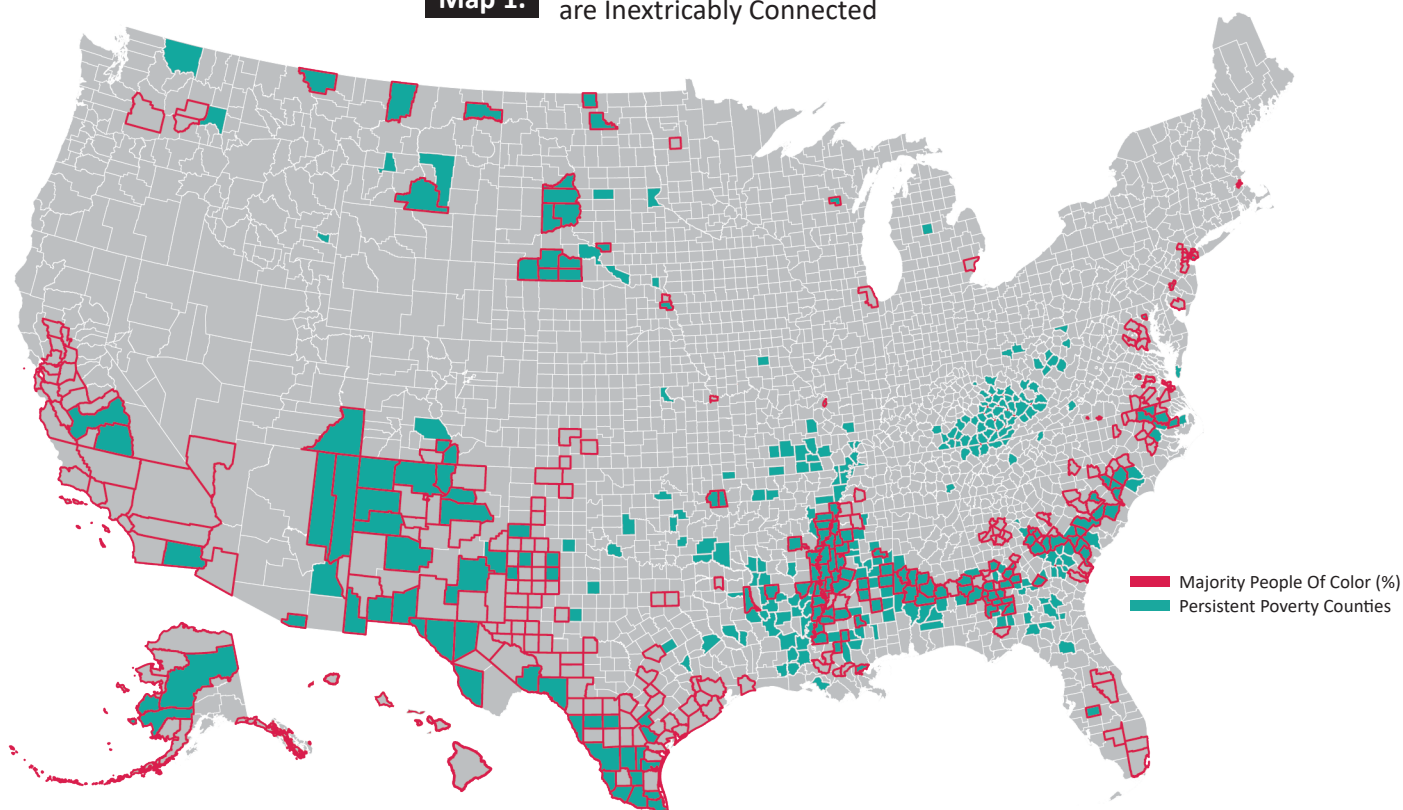 Map 1:
are Inextricably Connected
Majority People Of Color (%)
Persistent Poverty Counties